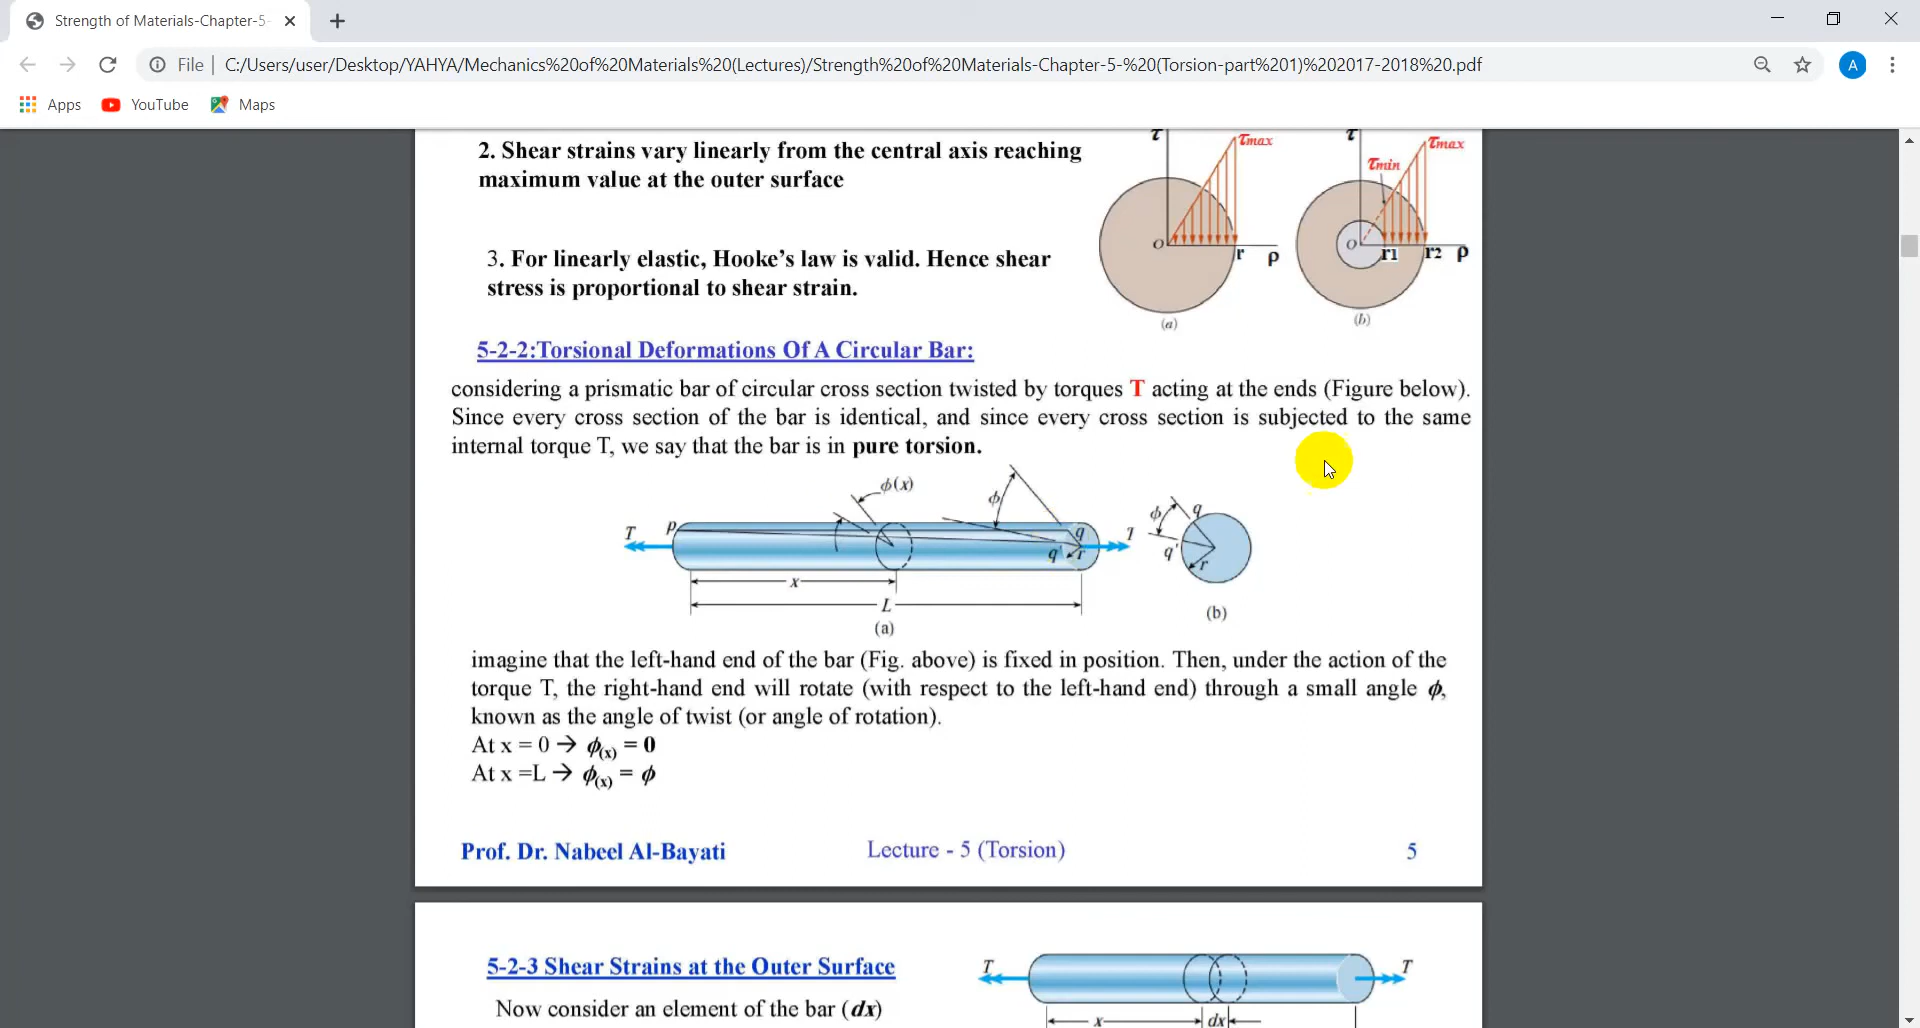 Strength of Materials-Chapter-5-
File | C:/Users/user/Desktop/YAHYA/Mechanics%20of%20Materials%20(Lectures)/Strength%20of%20Materials-Chapter-5-%20(Torsion-part%201)%202017-2018%20.pdf
A
Apps YouTube Maps
2. Shear strains vary linearly from the central axis reaching
maximum value at the outer surface
τ τmax τ τmax
τmin
O r ρ O r1 r2 ρ
(a) (b)
3. For linearly elastic, Hooke's law is valid. Hence shear
stress is proportional to shear strain.
5-2-2:Torsional Deformations Of A Circular Bar:
considering a prismatic bar of circular cross section twisted by torques T acting at the ends (Figure below).
Since every cross section of the bar is identical, and since every cross section is subjected to the same
internal torque T, we say that the bar is in pure torsion.
ϕ(x) ϕ ϕ q
T p q T
q' r q' r
x
L
(a) (b)
imagine that the left-hand end of the bar (Fig. above) is fixed in position. Then, under the action of the
torque T, the right-hand end will rotate (with respect to the left-hand end) through a small angle ϕ,
known as the angle of twist (or angle of rotation).
At x = 0 → ϕ(x) = 0
At x =L → ϕ(x) = ϕ
Prof. Dr. Nabeel Al-Bayati Lecture - 5 (Torsion) 5
5-2-3 Shear Strains at the Outer Surface
T T
Now consider an element of the bar (dx)
x dx